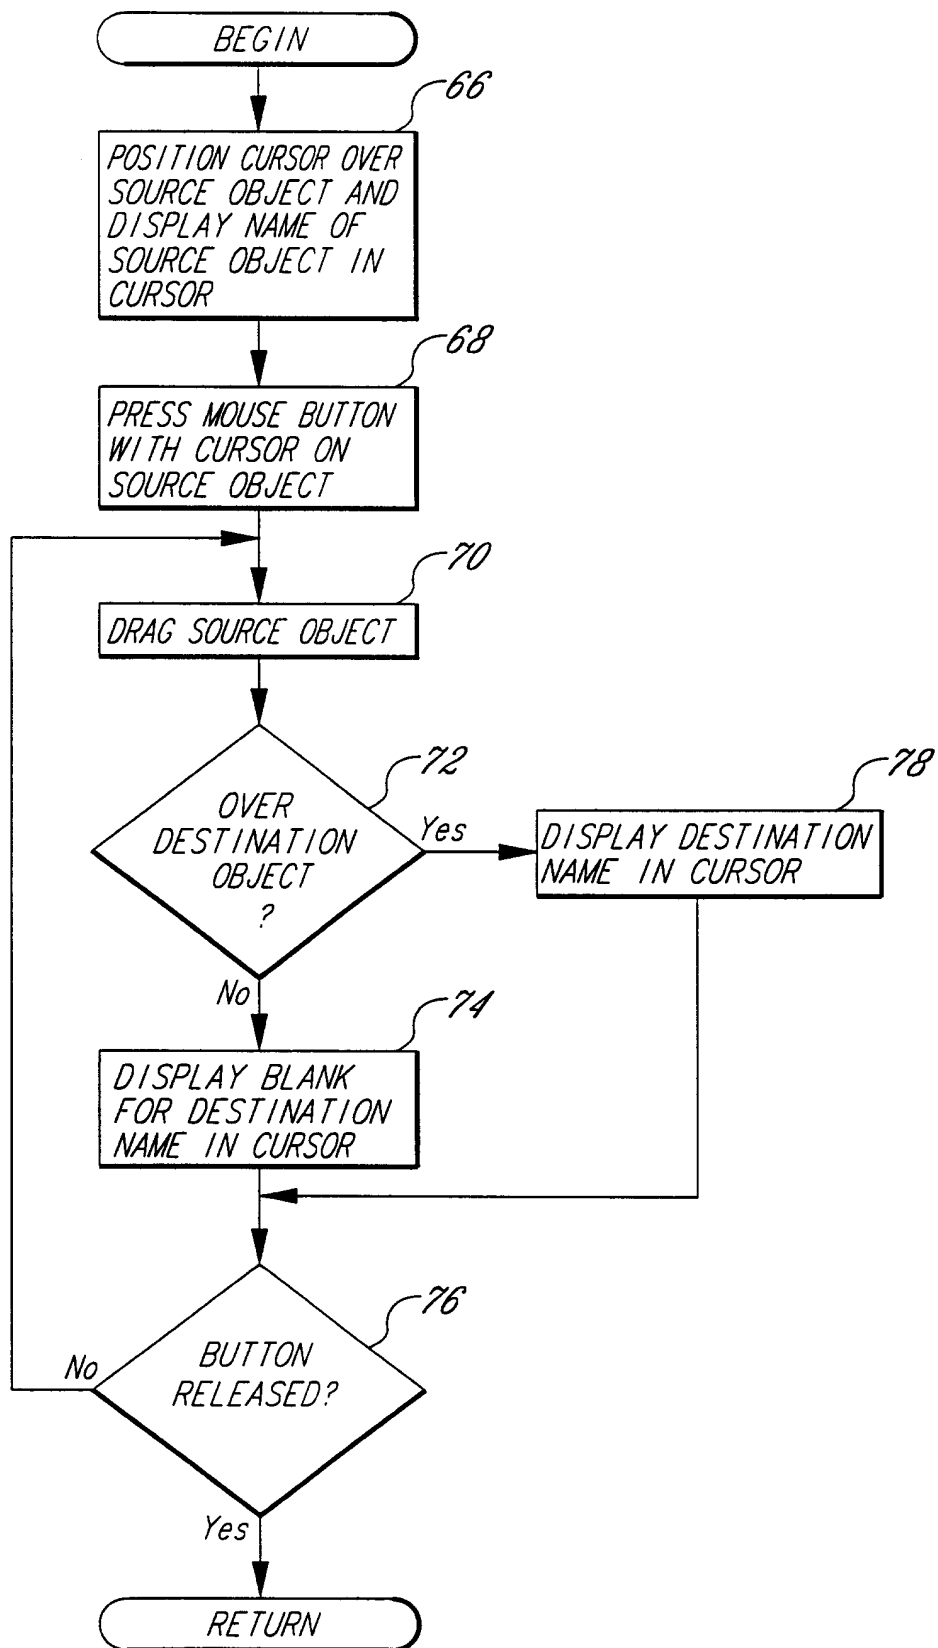 BEGIN
66
POSITION CURSOR OVER
SOURCE OBJECT AND
DISPLAY NAME OF
SOURCE OBJECT IN
CURSOR
68
PRESS MOUSE BUTTON
WITH CURSOR ON
SOURCE OBJECT
70
DRAG SOURCE OBJECT
72
OVER
DESTINATION
OBJECT
?
Yes
78
DISPLAY DESTINATION
NAME IN CURSOR
No
74
DISPLAY BLANK
FOR DESTINATION
NAME IN CURSOR
76
BUTTON
RELEASED?
No
Yes
RETURN